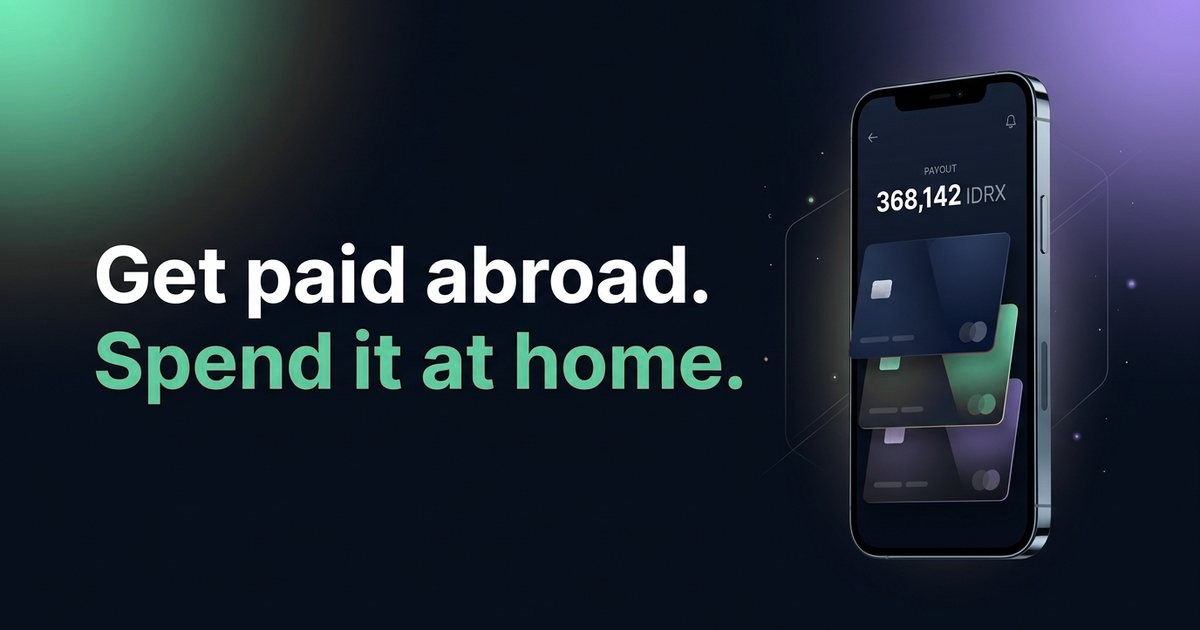 Get paid abroad.
Spend it at home.
PAYOUT
368,142 IDRX